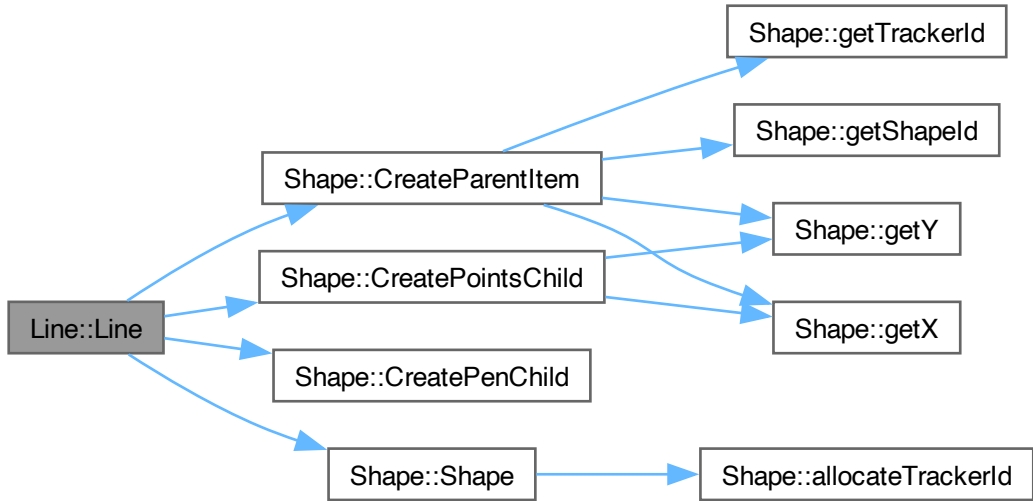 Line::Line
Shape::CreateParentItem
Shape::getTrackerId
Shape::getShapeId
Shape::getY
Shape::getX
Shape::CreatePointsChild
Shape::CreatePenChild
Shape::Shape
Shape::allocateTrackerId